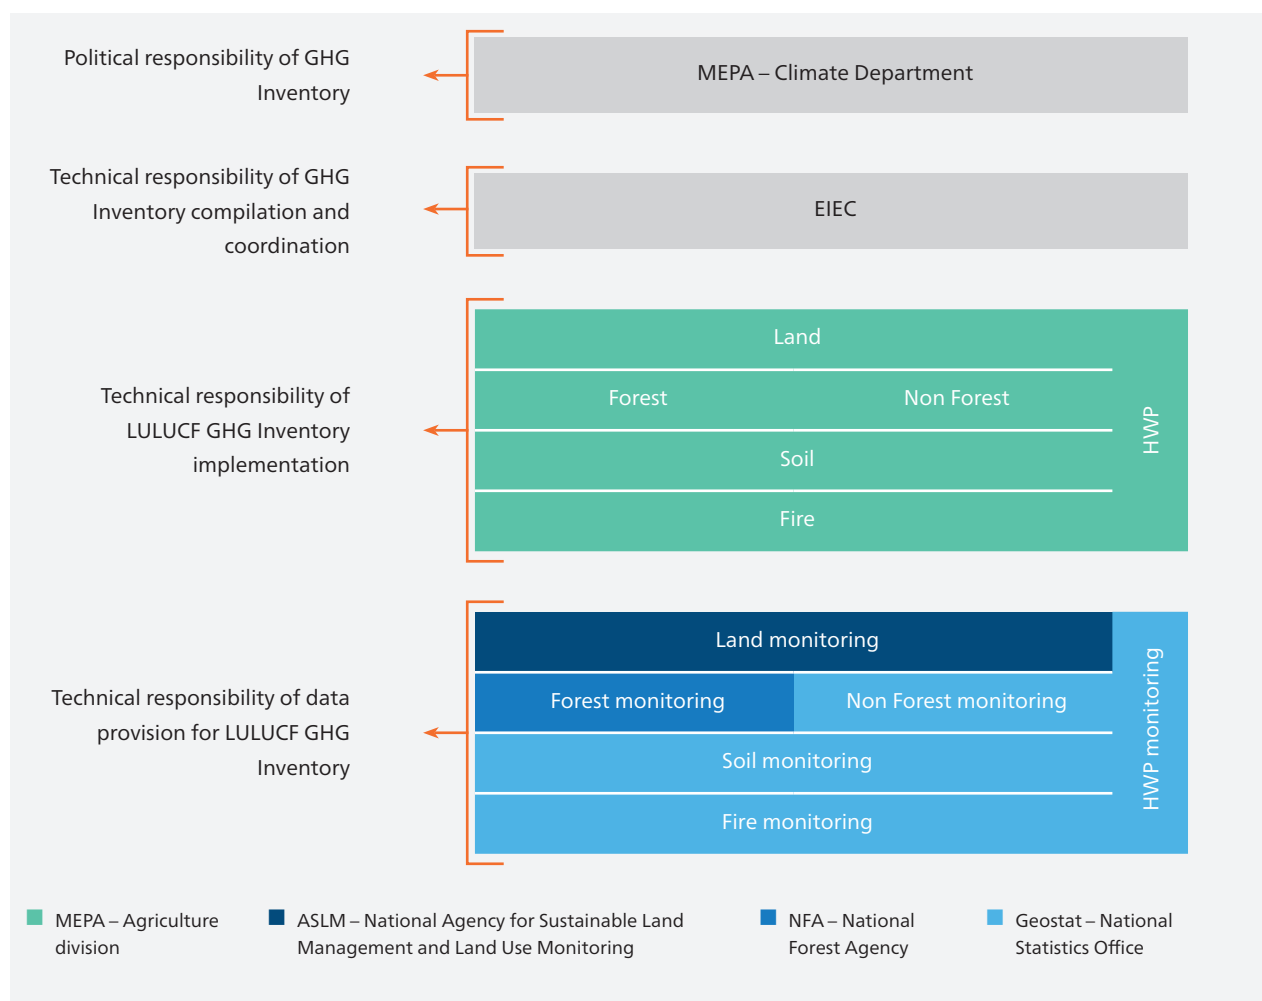 Political responsibility of GHG
Inventory
MEPA – Climate Department
Technical responsibility of GHG
Inventory compilation and
coordination
EIEC
Technical responsibility of
LULUCF GHG Inventory
implementation
Land
Forest
Non Forest
Soil
Fire
HWP
Technical responsibility of data
provision for LULUCF GHG
Inventory
Land monitoring
Forest monitoring
Non Forest monitoring
Soil monitoring
Fire monitoring
HWP monitoring
MEPA – Agriculture
division
ASLM – National Agency for Sustainable Land
Management and Land Use Monitoring
NFA – National
Forest Agency
Geostat – National
Statistics Office